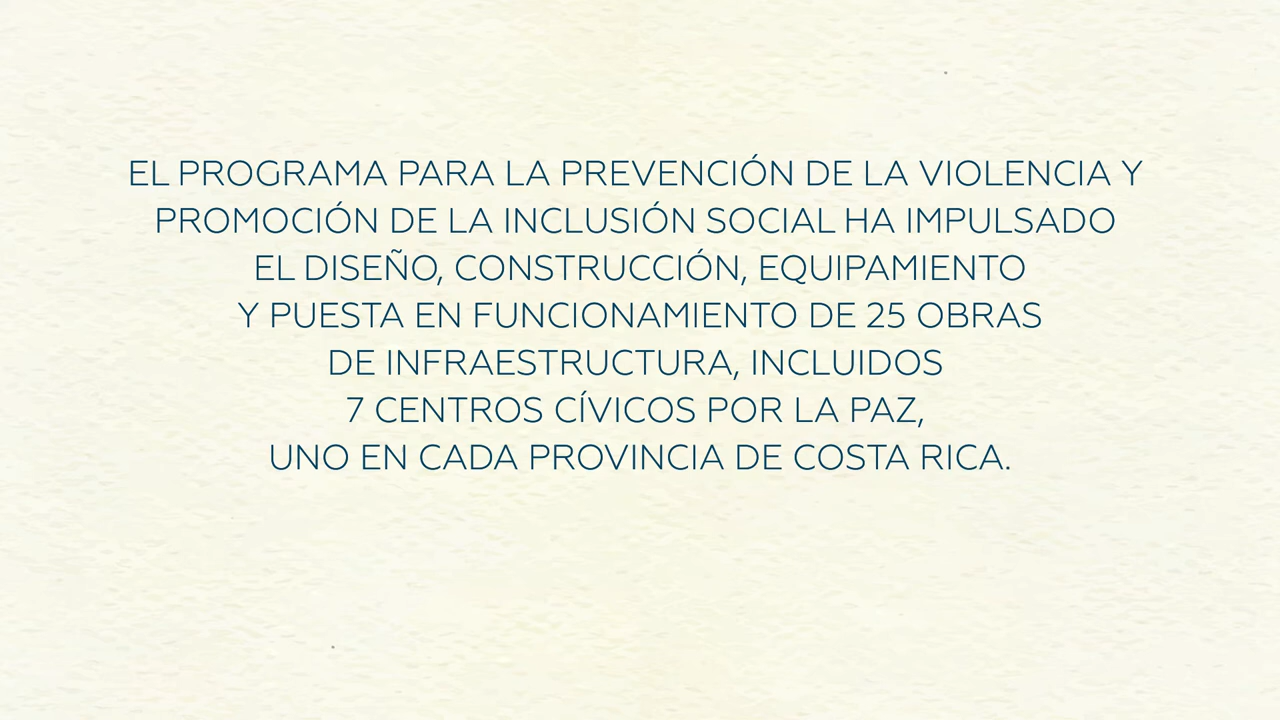 EL PROGRAMA PARA LA PREVENCIÓN DE LA VIOLENCIA Y
PROMOCIÓN DE LA INCLUSIÓN SOCIAL HA IMPULSADO
EL DISEÑO, CONSTRUCCIÓN, EQUIPAMIENTO
Y PUESTA EN FUNCIONAMIENTO DE 25 OBRAS
DE INFRAESTRUCTURA, INCLUIDOS
7 CENTROS CÍVICOS POR LA PAZ,
UNO EN CADA PROVINCIA DE COSTA RICA.